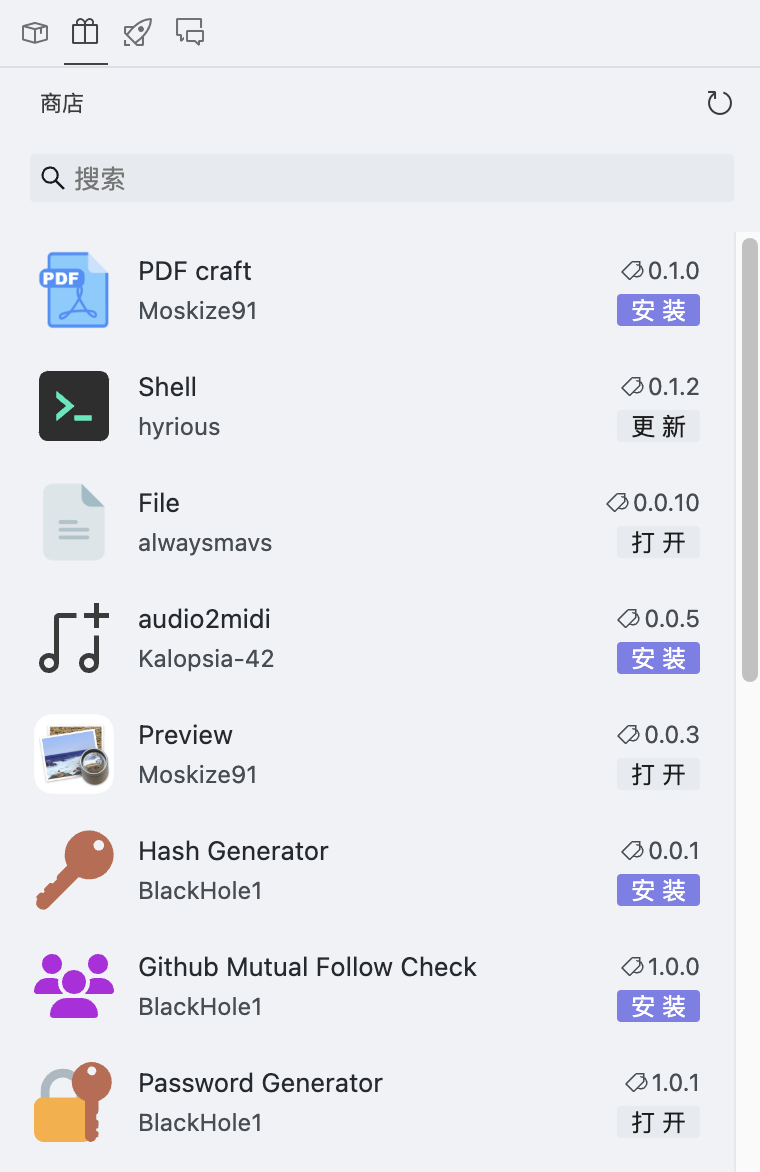 商店
搜索
PDF
PDF craft
0.1.0
Moskize91
安装
Shell
0.1.2
hyrious
更新
File
0.0.10
alwaysmavs
打开
audio2midi
0.0.5
Kalopsia-42
安装
Preview
0.0.3
Moskize91
打开
Hash Generator
0.0.1
BlackHole1
安装
Github Mutual Follow Check
1.0.0
BlackHole1
安装
Password Generator
1.0.1
BlackHole1
打开